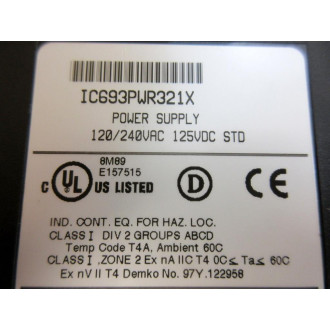 IC693PWR321X
POWER SUPPLY
120/240VAC 125VDC STD
8M89
E157515
C UL US LISTED D CE
IND. CONT. EQ. FOR HAZ. LOC.
CLASS I DIV 2 GROUPS ABCD
Temp Code T4A, Ambient 60C
CLASS I ,ZONE 2 Ex nA IIC T4 0C≤ Ta≤ 60C
Ex nV II T4 Demko No. 97Y.122958